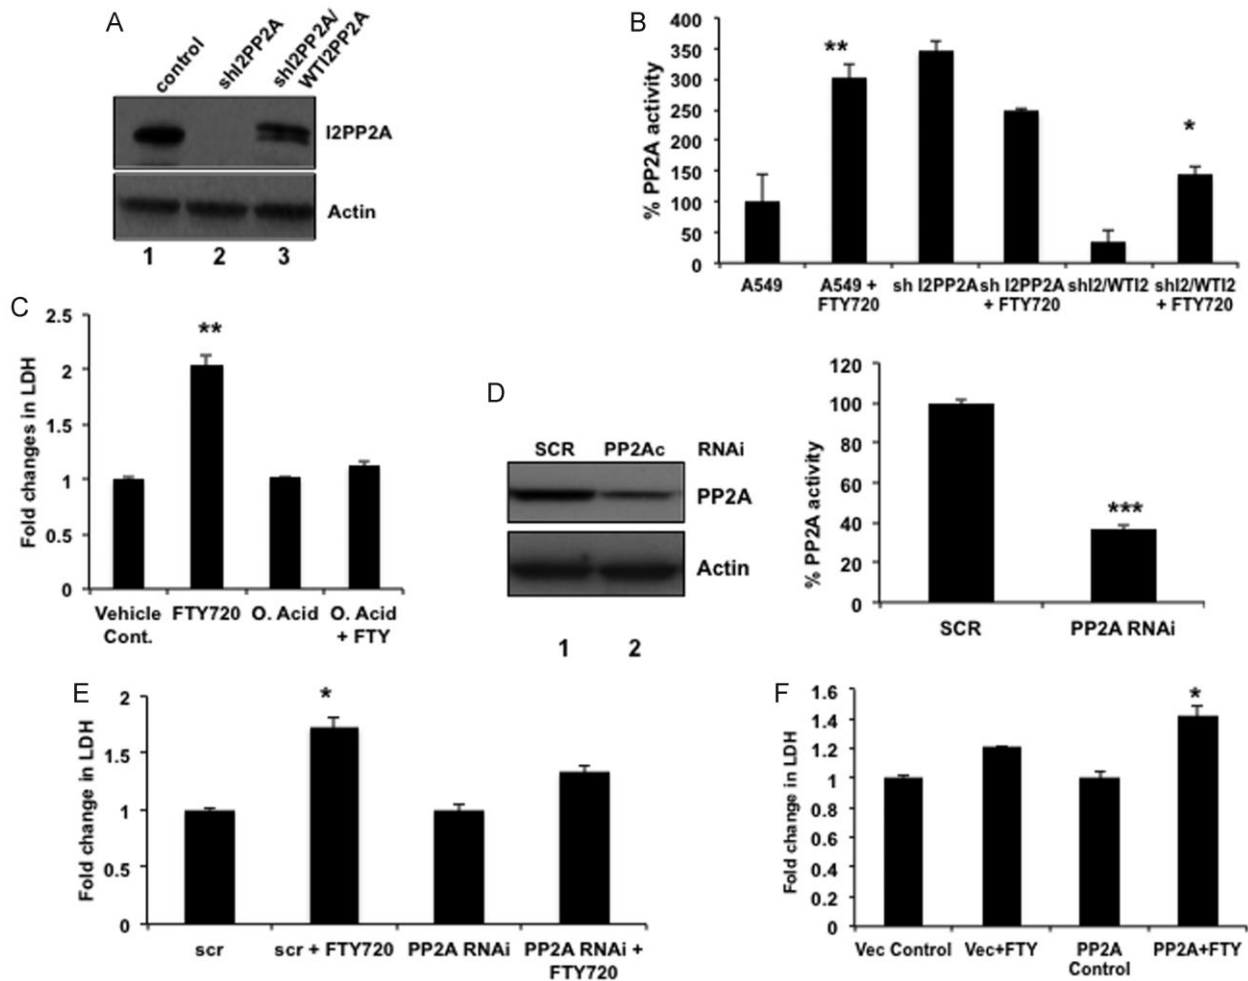 A
control
shI2PP2A
shI2PP2A/
WTI2PP2A
I2PP2A
Actin
1 2 3
B
% PP2A activity
400
350
300
250
200
150
100
50
0
**
*
A549
A549 +
FTY720
sh I2PP2A
sh I2PP2A
+ FTY720
shI2/WTI2
shI2/WTI2
+ FTY720
C
Fold changes in LDH
2.5
2
1.5
1
0.5
0
**
Vehicle
Cont.
FTY720
O. Acid
O. Acid
+ FTY
D
SCR PP2Ac RNAi
PP2A
Actin
1 2
% PP2A activity
120
100
80
60
40
20
0
***
SCR
PP2A RNAi
E
Fold change in LDH
2
1.5
1
0.5
0
*
scr
scr + FTY720
PP2A RNAi
PP2A RNAi +
FTY720
F
Fold change in LDH
1.6
1.4
1.2
1
0.8
0.6
0.4
0.2
0
*
Vec Control
Vec+FTY
PP2A
Control
PP2A+FTY